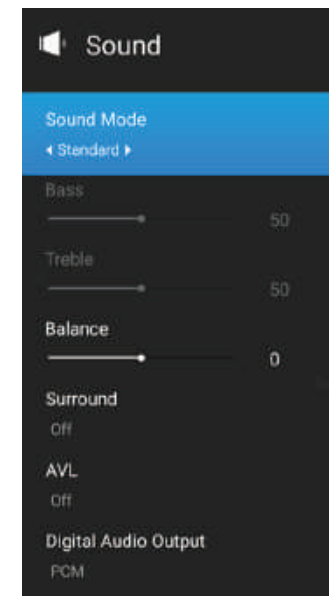 Sound
Sound Mode
Standard
Bass
50
Treble
50
Balance
0
Surround
Off
AVL
Off
Digital Audio Output
PCM